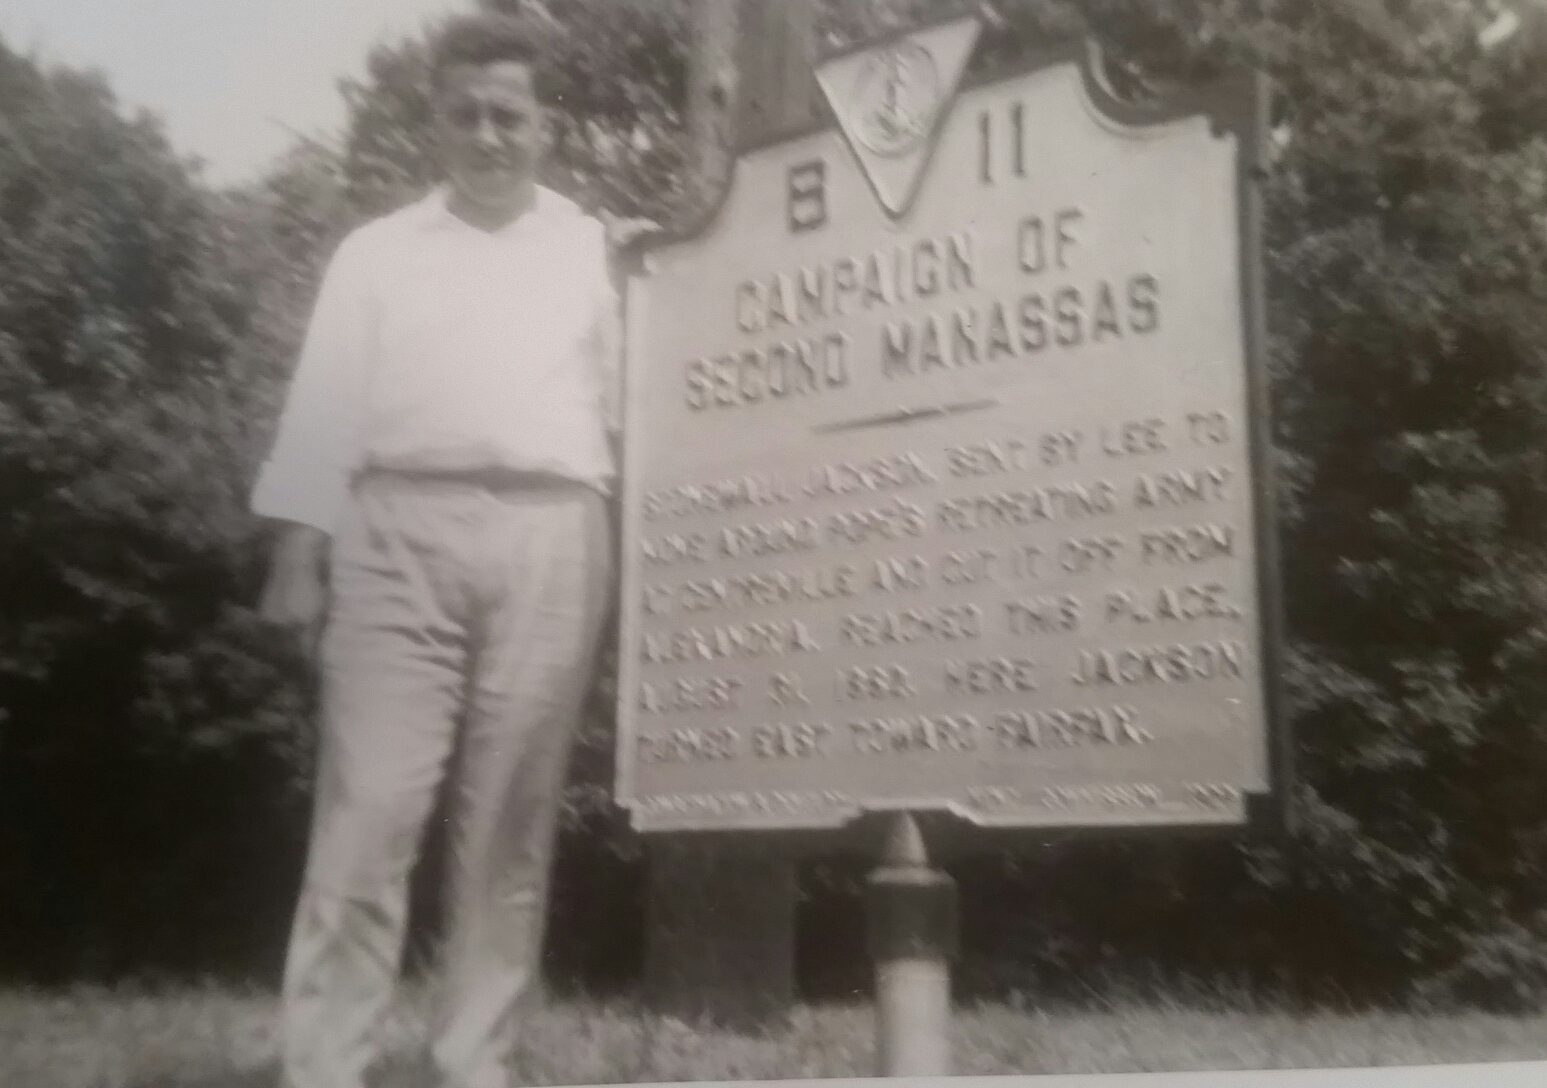 B 11
CAMPAIGN OF
SECOND MANASSAS
STONEWALL JACKSON, SENT BY LEE TO
MOVE AROUND POPE'S RETREATING ARMY
AT CENTREVILLE AND CUT IT OFF FROM
ALEXANDRIA, REACHED THIS PLACE,
AUGUST 31, 1862. HERE JACKSON
TURNED EAST TOWARD FAIRFAX.